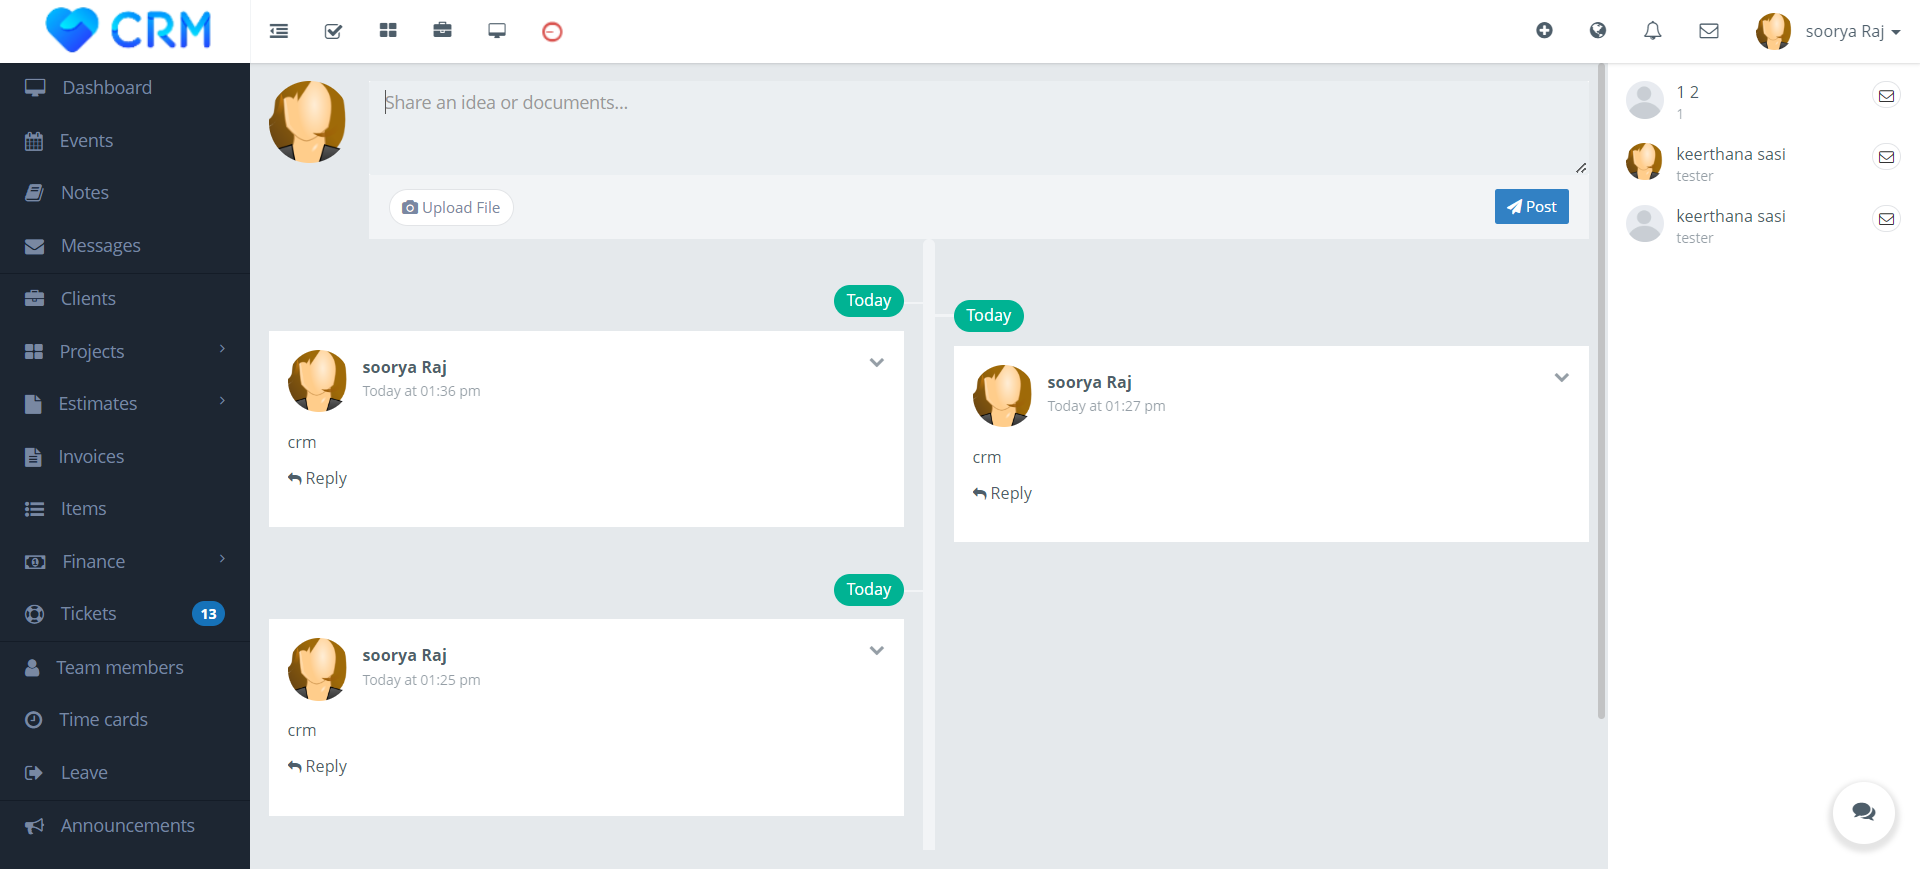 CRM
soorya Raj
Dashboard
Events
Notes
Messages
Clients
Projects
Estimates
Invoices
Items
Finance
Tickets 13
Team members
Time cards
Leave
Announcements
Share an idea or documents...
Upload File
Post
Today
soorya Raj
Today at 01:36 pm
crm
Reply
Today
soorya Raj
Today at 01:27 pm
crm
Reply
Today
soorya Raj
Today at 01:25 pm
crm
Reply
1 2
1
keerthana sasi
tester
keerthana sasi
tester